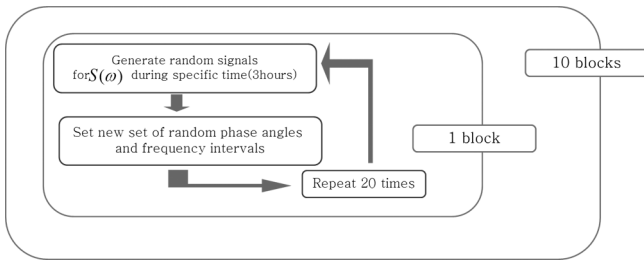 Generate random signals
forS(ω) during specific time(3hours)
10 blocks
Set new set of random phase angles
and frequency intervals
1 block
Repeat 20 times